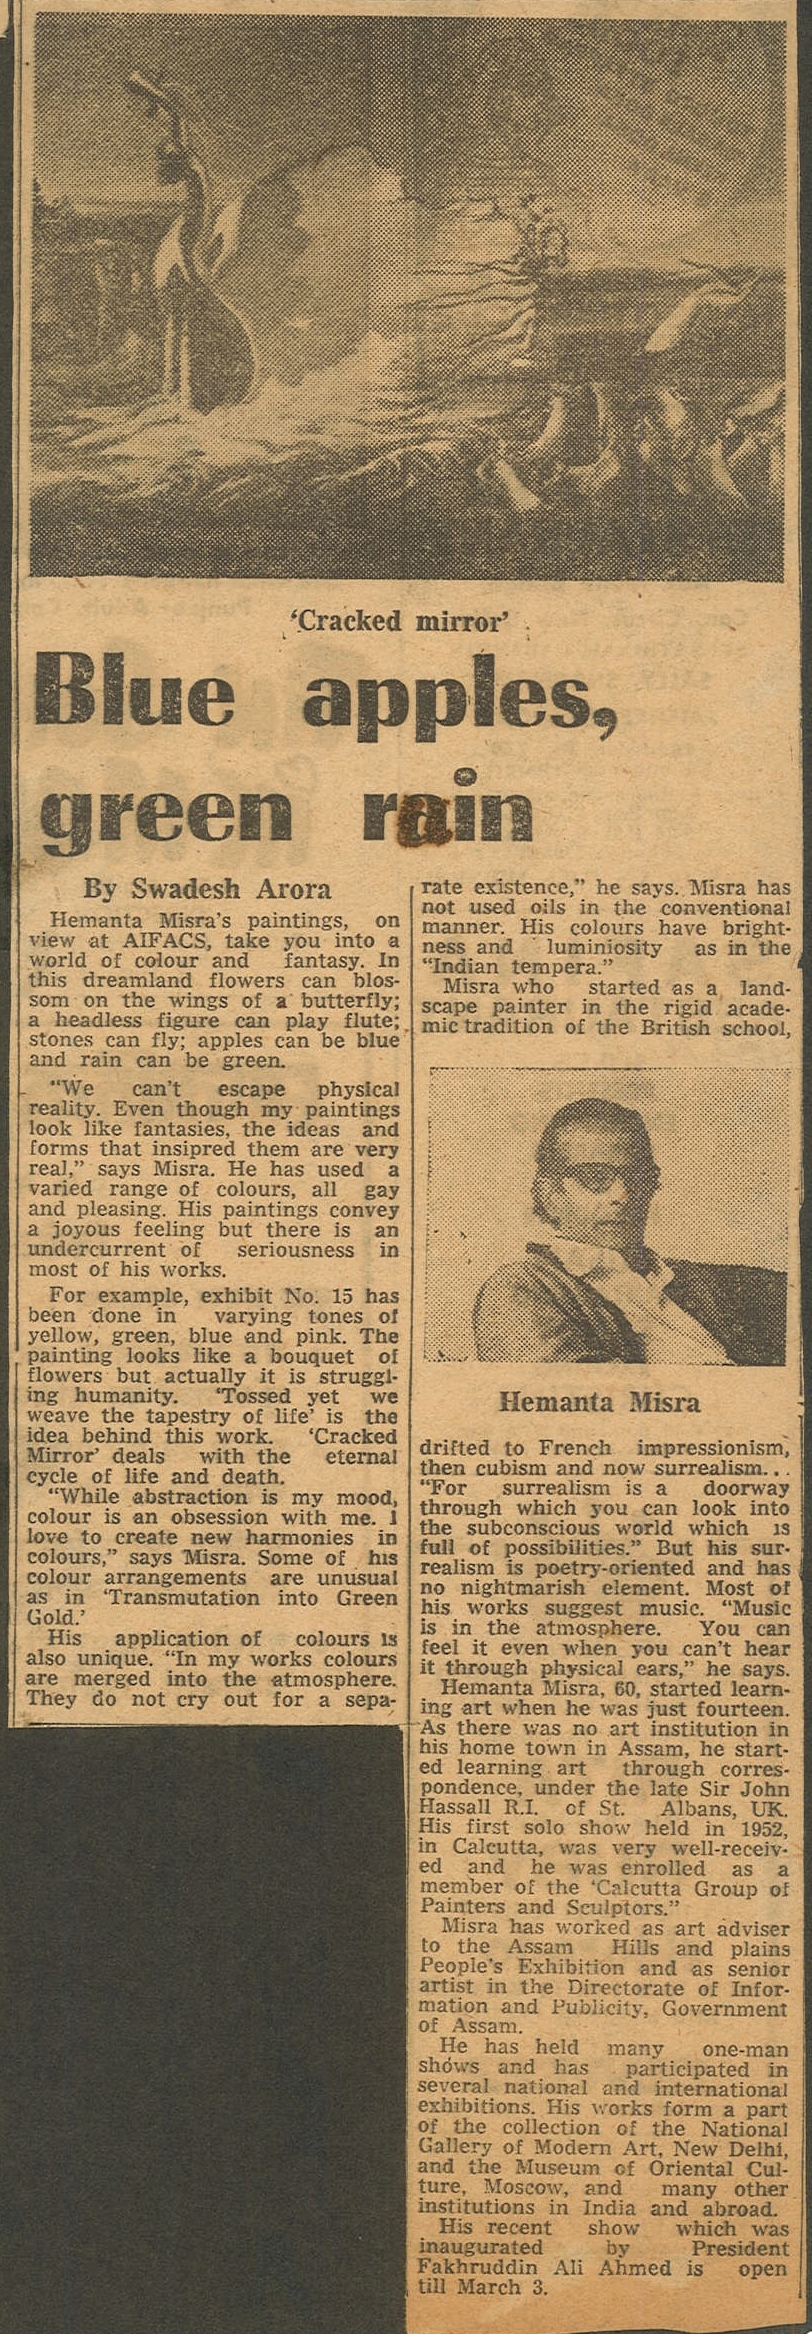 'Cracked mirror'
Blue apples,
green rain
By Swadesh Arora
Hemanta Misra's paintings, on
view at AIFACS, take you into a
world of colour and fantasy. In
this dreamland flowers can blos-
som on the wings of a butterfly;
a headless figure can play flute;
stones can fly; apples can be blue
and rain can be green.
"We can't escape physical
reality. Even though my paintings
look like fantasies, the ideas and
forms that insipred them are very
real," says Misra. He has used a
varied range of colours, all gay
and pleasing. His paintings convey
a joyous feeling but there is an
undercurrent of seriousness in
most of his works.
For example, exhibit No. 15 has
been done in varying tones of
yellow, green, blue and pink. The
painting looks like a bouquet of
flowers but actually it is struggl-
ing humanity. 'Tossed yet we
weave the tapestry of life' is the
idea behind this work. 'Cracked
Mirror' deals with the eternal
cycle of life and death.
"While abstraction is my mood,
colour is an obsession with me. I
love to create new harmonies in
colours," says Misra. Some of his
colour arrangements are unusual
as in 'Transmutation into Green
Gold.'
His application of colours is
also unique. "In my works colours
are merged into the atmosphere.
They do not cry out for a sepa-
rate existence," he says. Misra has
not used oils in the conventional
manner. His colours have bright-
ness and luminiosity as in the
"Indian tempera."
Misra who started as a land-
scape painter in the rigid acade-
mic tradition of the British school,
Hemanta Misra
drifted to French impressionism,
then cubism and now surrealism...
"For surrealism is a doorway
through which you can look into
the subconscious world which is
full of possibilities." But his sur-
realism is poetry-oriented and has
no nightmarish element. Most of
his works suggest music. "Music
is in the atmosphere. You can
feel it even when you can't hear
it through physical ears," he says.
Hemanta Misra, 60, started learn-
ing art when he was just fourteen.
As there was no art institution in
his home town in Assam, he start-
ed learning art through corres-
pondence, under the late Sir John
Hassall R.I. of St. Albans, UK.
His first solo show held in 1952,
in Calcutta, was very well-receiv-
ed and he was enrolled as a
member of the 'Calcutta Group of
Painters and Sculptors."
Misra has worked as art adviser
to the Assam Hills and plains
People's Exhibition and as senior
artist in the Directorate of Infor-
mation and Publicity, Government
of Assam.
He has held many one-man
shows and has participated in
several national and international
exhibitions. His works form a part
of the collection of the National
Gallery of Modern Art, New Delhi,
and the Museum of Oriental Cul-
ture, Moscow, and many other
institutions in India and abroad.
His recent show which was
inaugurated by President
Fakhruddin Ali Ahmed is open
till March 3.